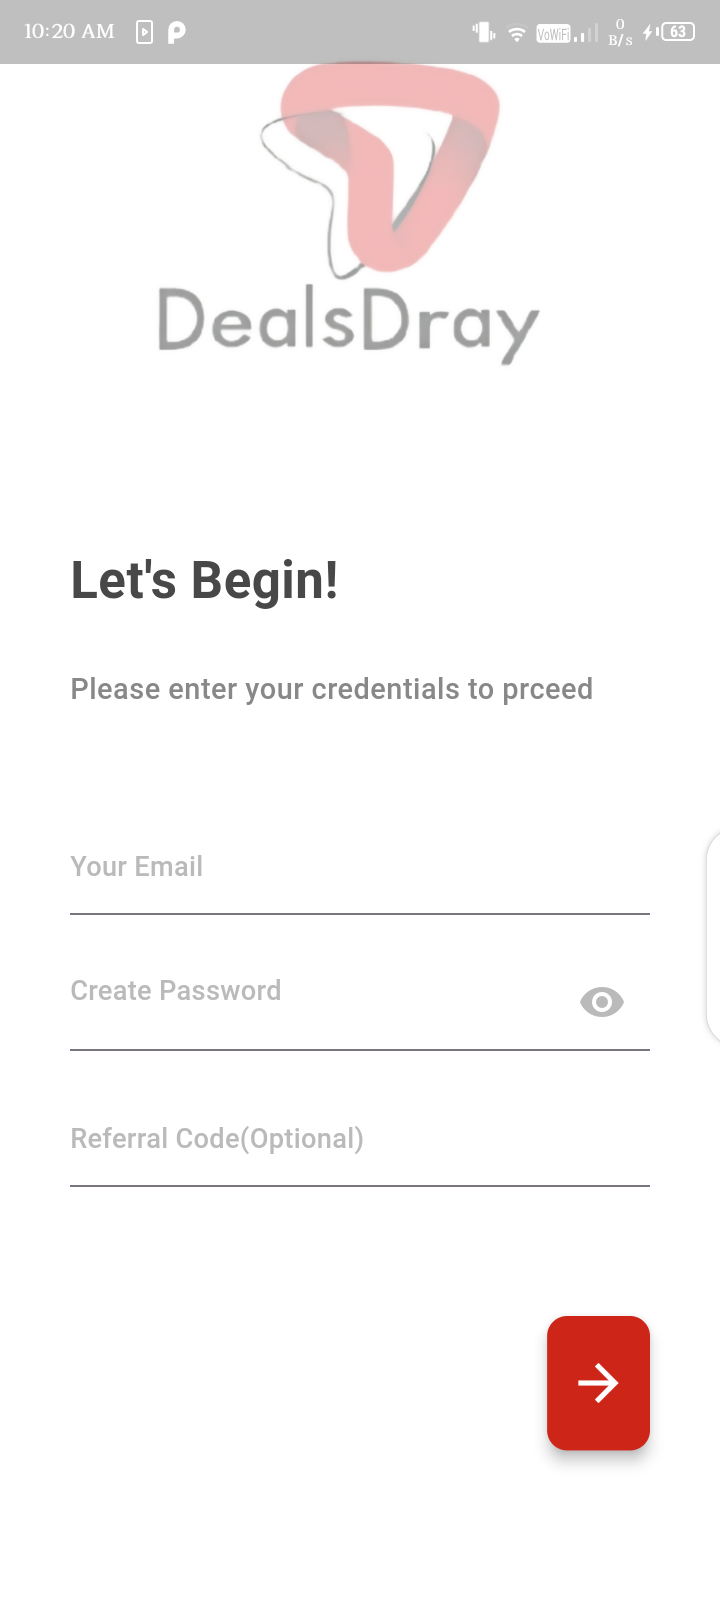 10:20 AM
VoWiFi
0
B/s
63
DealsDray
Let's Begin!
Please enter your credentials to prceed
Your Email
Create Password
Referral Code(Optional)